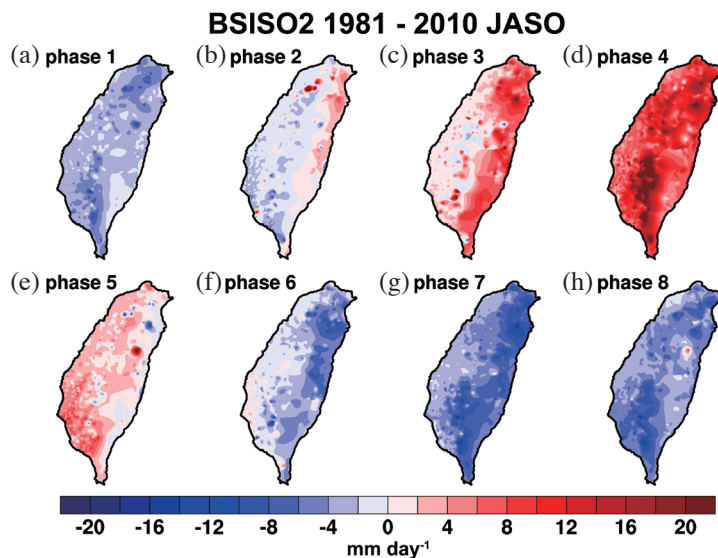 BSISO2 1981 - 2010 JASO
(a) phase 1 (b) phase 2 (c) phase 3 (d) phase 4
(e) phase 5 (f) phase 6 (g) phase 7 (h) phase 8
-20 -16 -12 -8 -4 0 4 8 12 16 20
mm day⁻¹